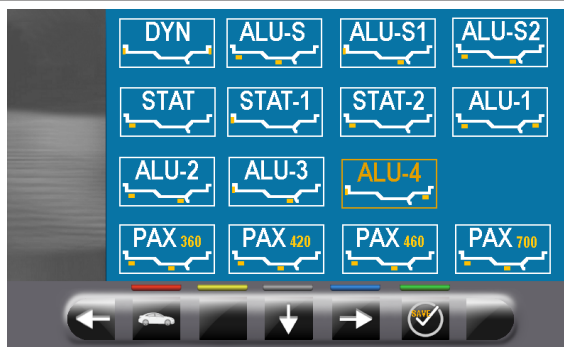 DYN ALU-S ALU-S1 ALU-S2
STAT STAT-1 STAT-2 ALU-1
ALU-2 ALU-3 ALU-4
PAX 360 PAX 420 PAX 460 PAX 700
SAVE